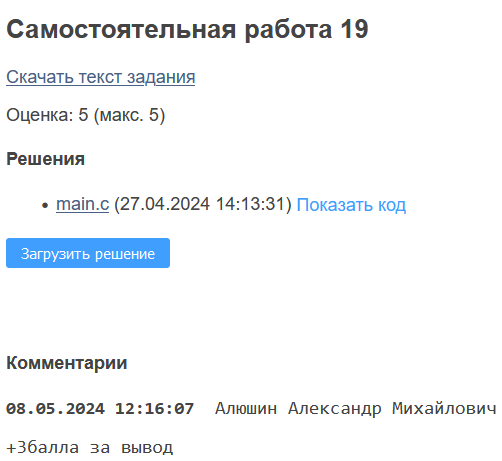 Самостоятельная работа 19
Скачать текст задания
Оценка: 5 (макс. 5)
Решения
• main.c (27.04.2024 14:13:31) Показать код
Загрузить решение
Комментарии
08.05.2024 12:16:07 Алюшин Александр Михайлович
+3балла за вывод